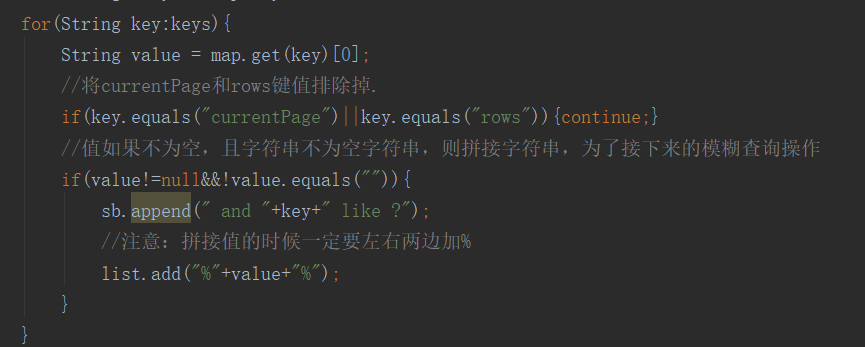 for(String key:keys){
String value = map.get(key)[0];
//将currentPage和rows键值排除掉.
if(key.equals("currentPage")||key.equals("rows")){continue;}
//值如果不为空，且字符串不为空字符串，则拼接字符串，为了接下来的模糊查询操作
if(value!=null&&!value.equals("")){
sb.append(" and "+key+" like ?");
//注意：拼接值的时候一定要左右两边加%
list.add("%"+value+"%");
}
}